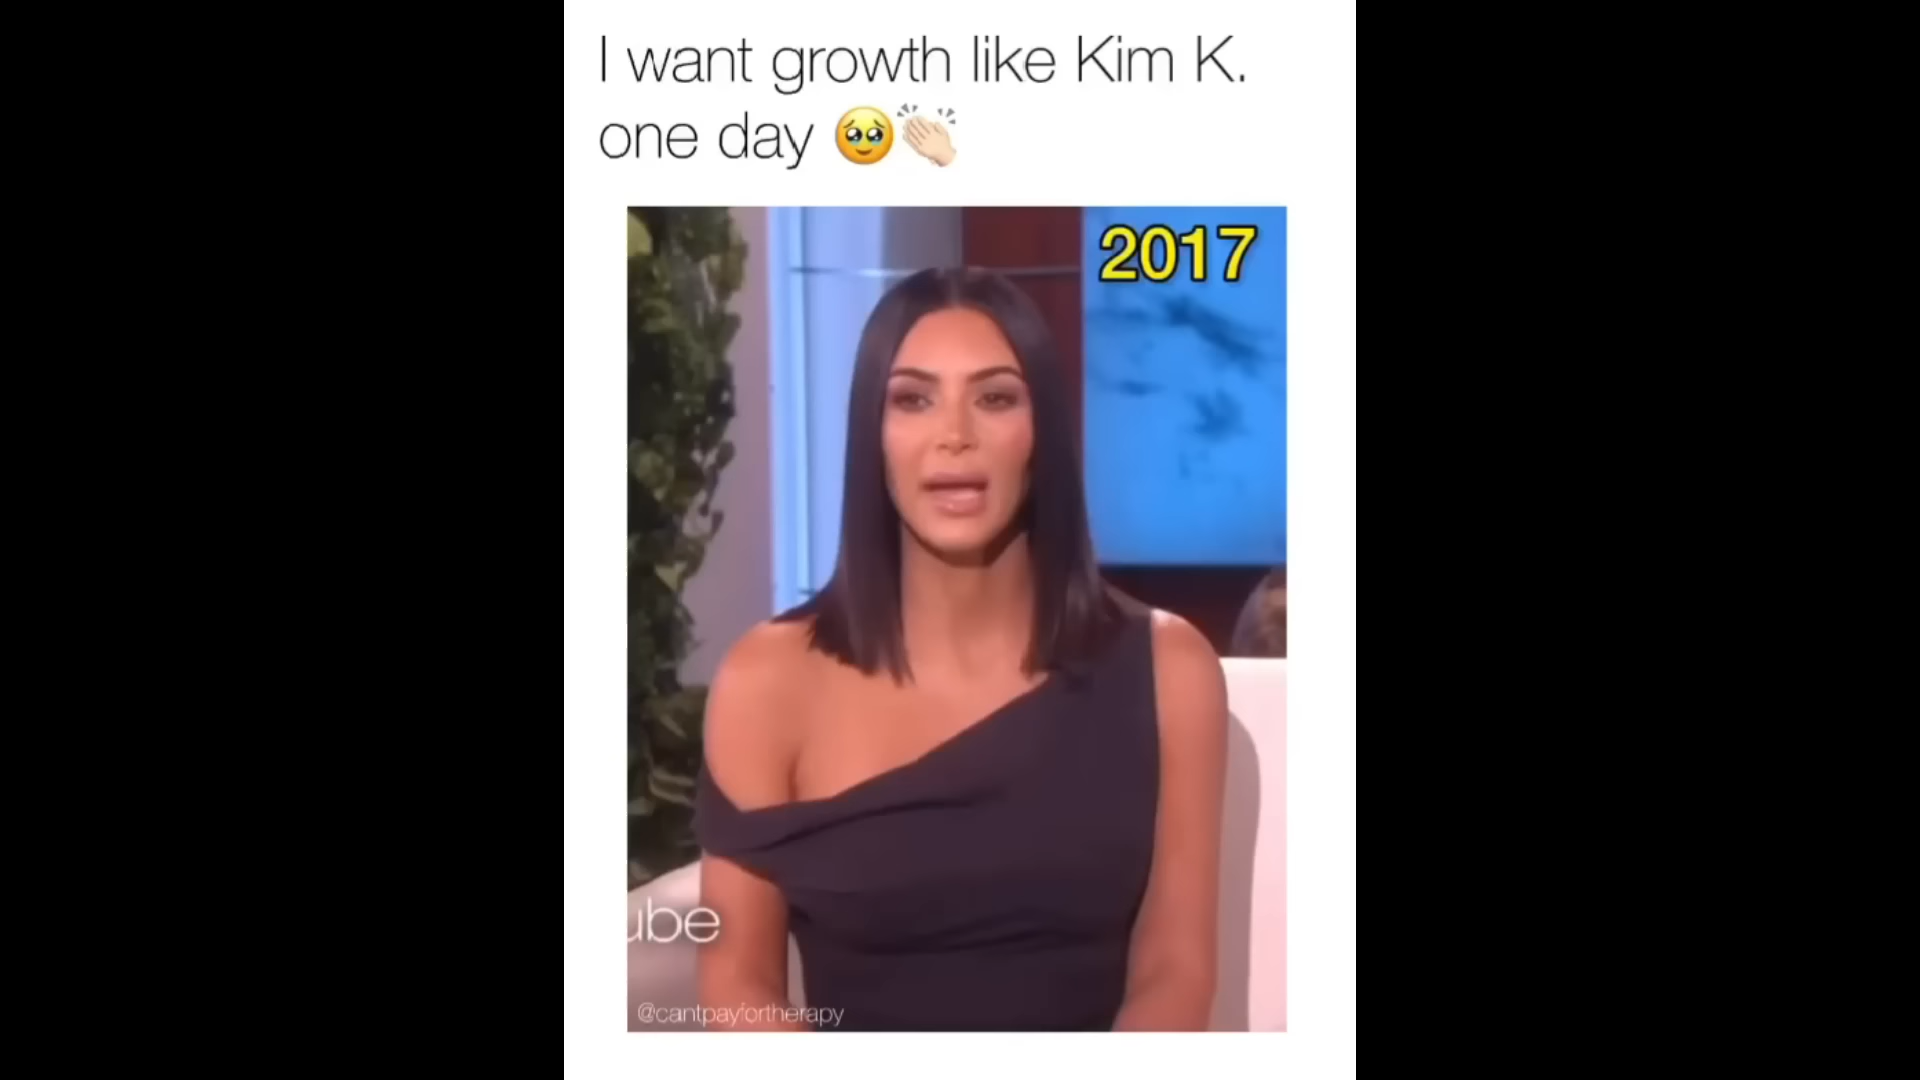 I want growth like Kim K.
one day 🥹👏🏻
2017
ube
@cantpayfortherapy